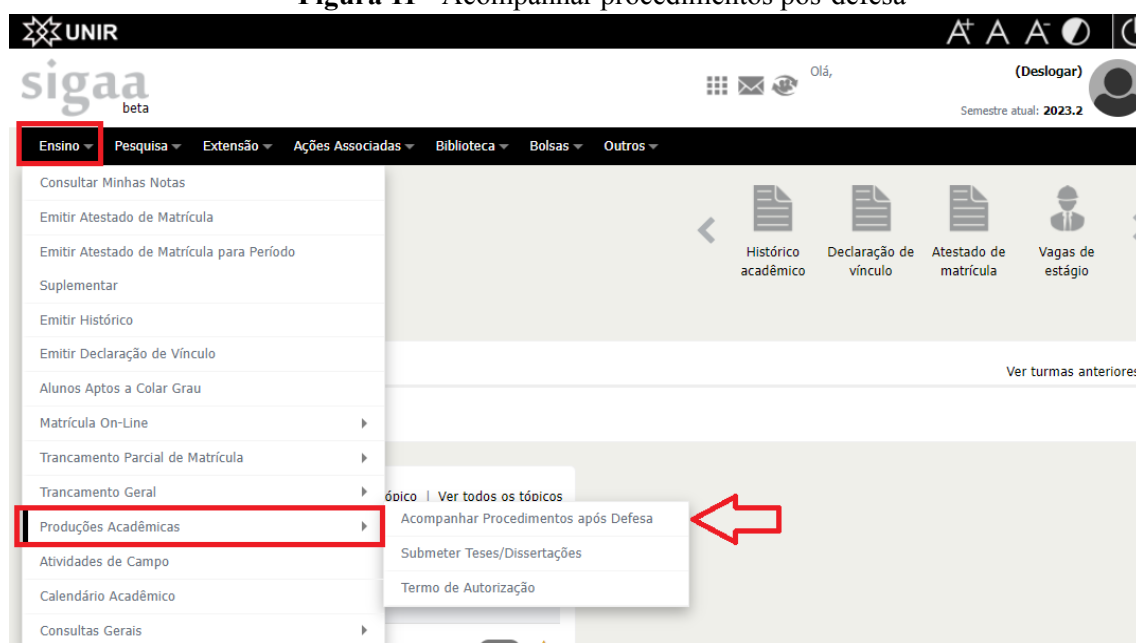 Figura 11 - Acompanhar procedimentos pós-defesa
UNIR
A+ A A-
sigaa
beta
Olá,
(Deslogar)
Semestre atual: 2023.2
Ensino Pesquisa Extensão Ações Associadas Biblioteca Bolsas Outros
Consultar Minhas Notas
Emitir Atestado de Matrícula
Emitir Atestado de Matrícula para Período
Suplementar
Emitir Histórico
Emitir Declaração de Vínculo
Alunos Aptos a Colar Grau
Matrícula On-Line
Trancamento Parcial de Matrícula
Trancamento Geral
Produções Acadêmicas
Atividades de Campo
Calendário Acadêmico
Consultas Gerais
Histórico
acadêmico
Declaração de
vínculo
Atestado de
matrícula
Vagas de
estágio
Ver turmas anteriores
ópico | Ver todos os tópicos
Acompanhar Procedimentos após Defesa
Submeter Teses/Dissertações
Termo de Autorização